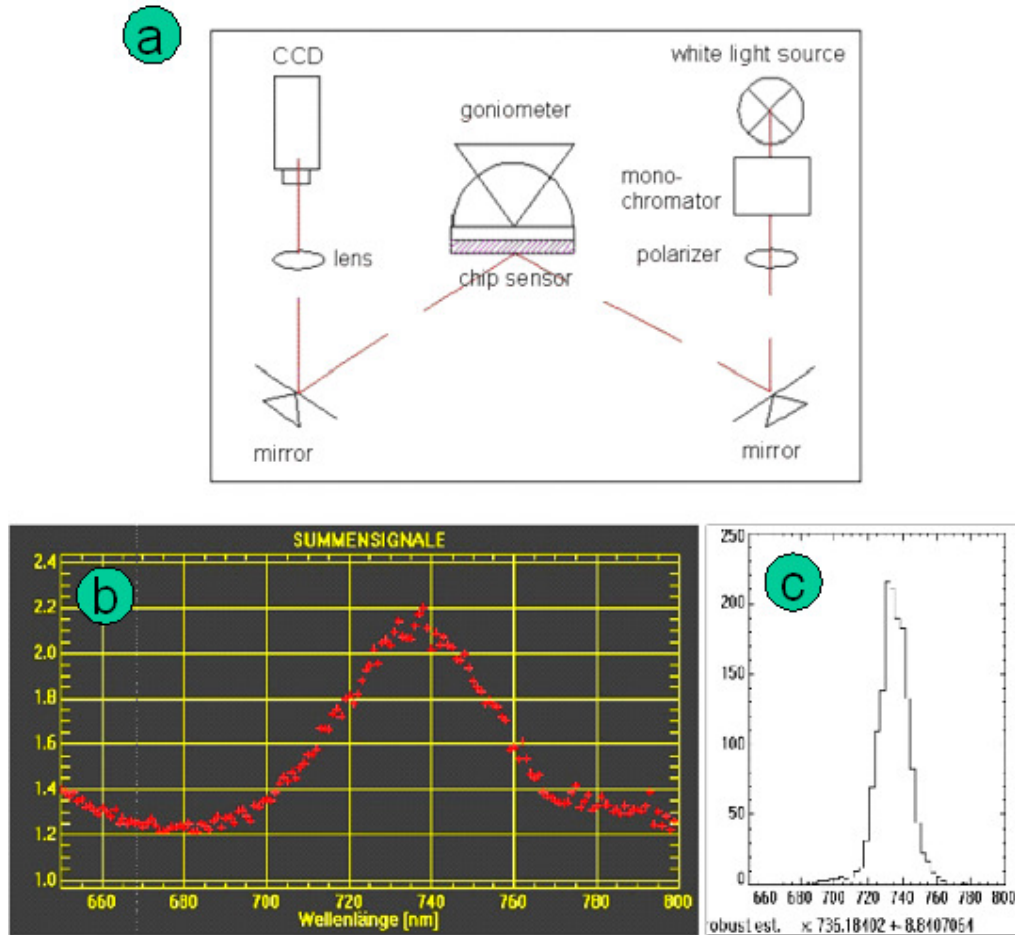 a
CCD
white light source
goniometer
mono-
chromator
lens
polarizer
chip sensor
mirror
mirror
b
SUMMENSIGNALE
2.4
2.2
2.0
1.8
1.6
1.4
1.2
1.0
660 680 700 720 740 760 780 800
Wellenlänge [nm]
c
250
200
150
100
50
0
660 680 700 720 740 760 780 800
robust est. x: 735.18402 +- 8.8407064